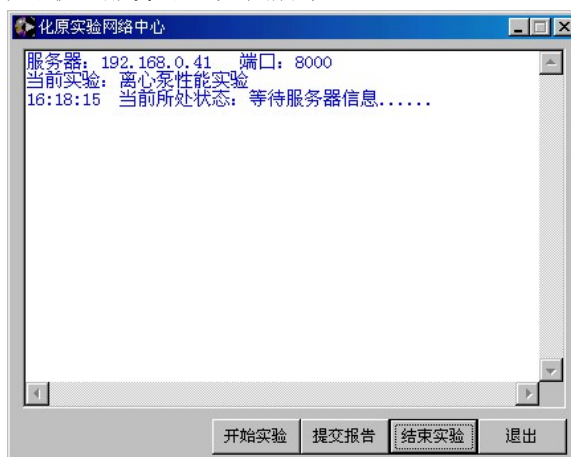 化原实验网络中心
服务器：192.168.0.41 端口：8000
当前实验：离心泵性能实验
16:18:15 当前所处状态：等待服务器信息......
开始实验 提交报告 结束实验 退出